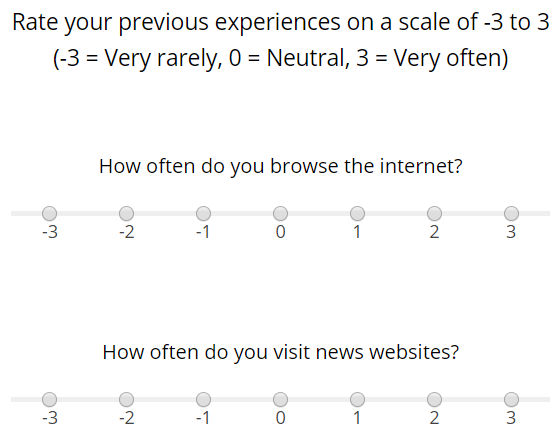 Rate your previous experiences on a scale of -3 to 3
(-3 = Very rarely, 0 = Neutral, 3 = Very often)
How often do you browse the internet?
-3 -2 -1 0 1 2 3
How often do you visit news websites?
-3 -2 -1 0 1 2 3